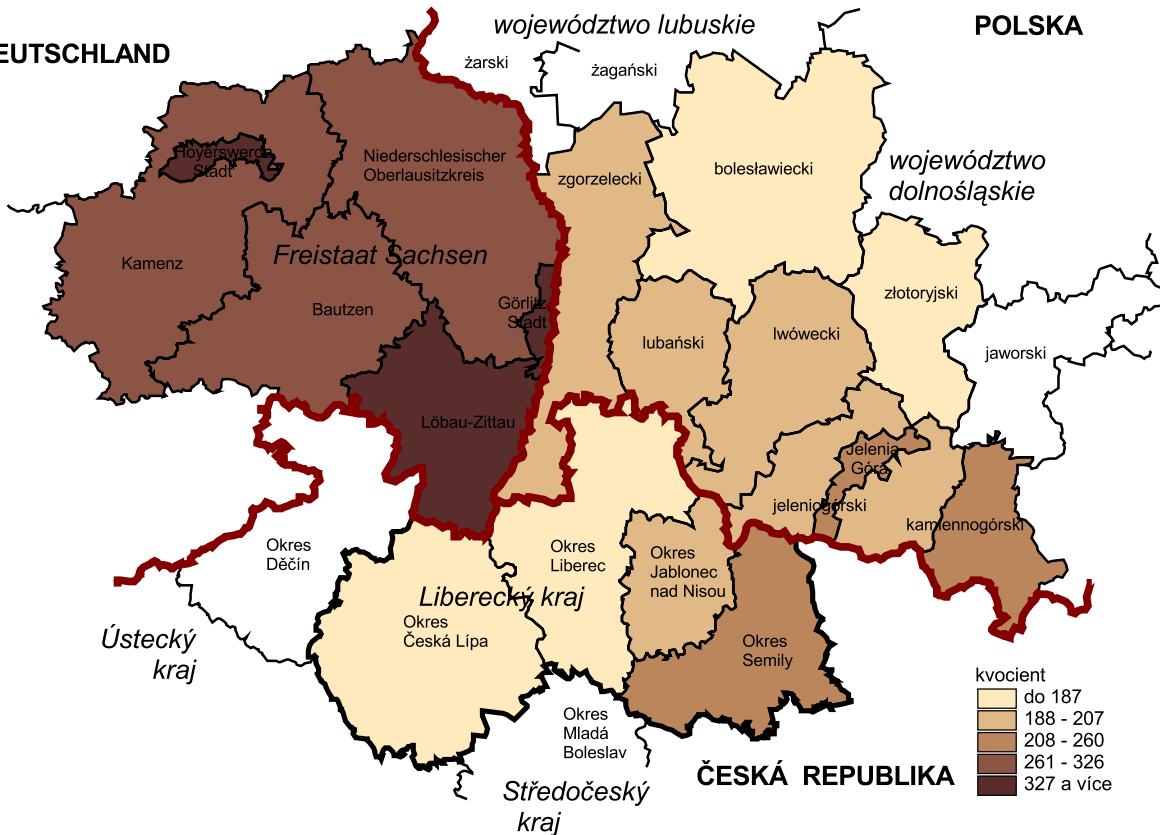 województwo lubuskie
POLSKA
EUTSCHLAND
żarski
żagański
Hoyerswerda
Stadt
Niederschlesischer
Oberlausitzkreis
zgorzelecki
bolesławiecki
województwo
dolnośląskie
Kamenz
Freistaat Sachsen
Bautzen
Görlitz
Stadt
złotoryjski
lubański
lwówecki
jaworski
Löbau-Zittau
Jelenia
Góra
jeleniogórski
kamiennogórski
Okres
Děčín
Okres
Liberec
Okres
Jablonec
nad Nisou
Liberecký kraj
Okres
Česká Lípa
Ústecký
kraj
Okres
Semily
Okres
Mladá
Boleslav
Středočeský
kraj
ČESKÁ REPUBLIKA
kvocient
do 187
188 - 207
208 - 260
261 - 326
327 a více